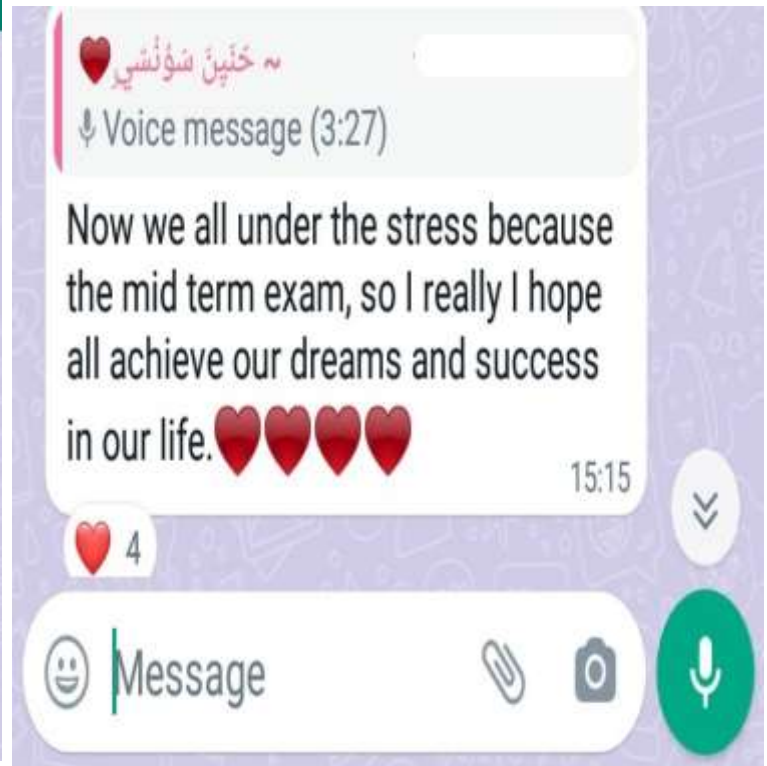 ~ حَنَينَ سَوُنُسَيِ♥️
Voice message (3:27)
Now we all under the stress because
the mid term exam, so I really I hope
all achieve our dreams and success
in our life.♥️♥️♥️♥️
15:15
❤️ 4
Message